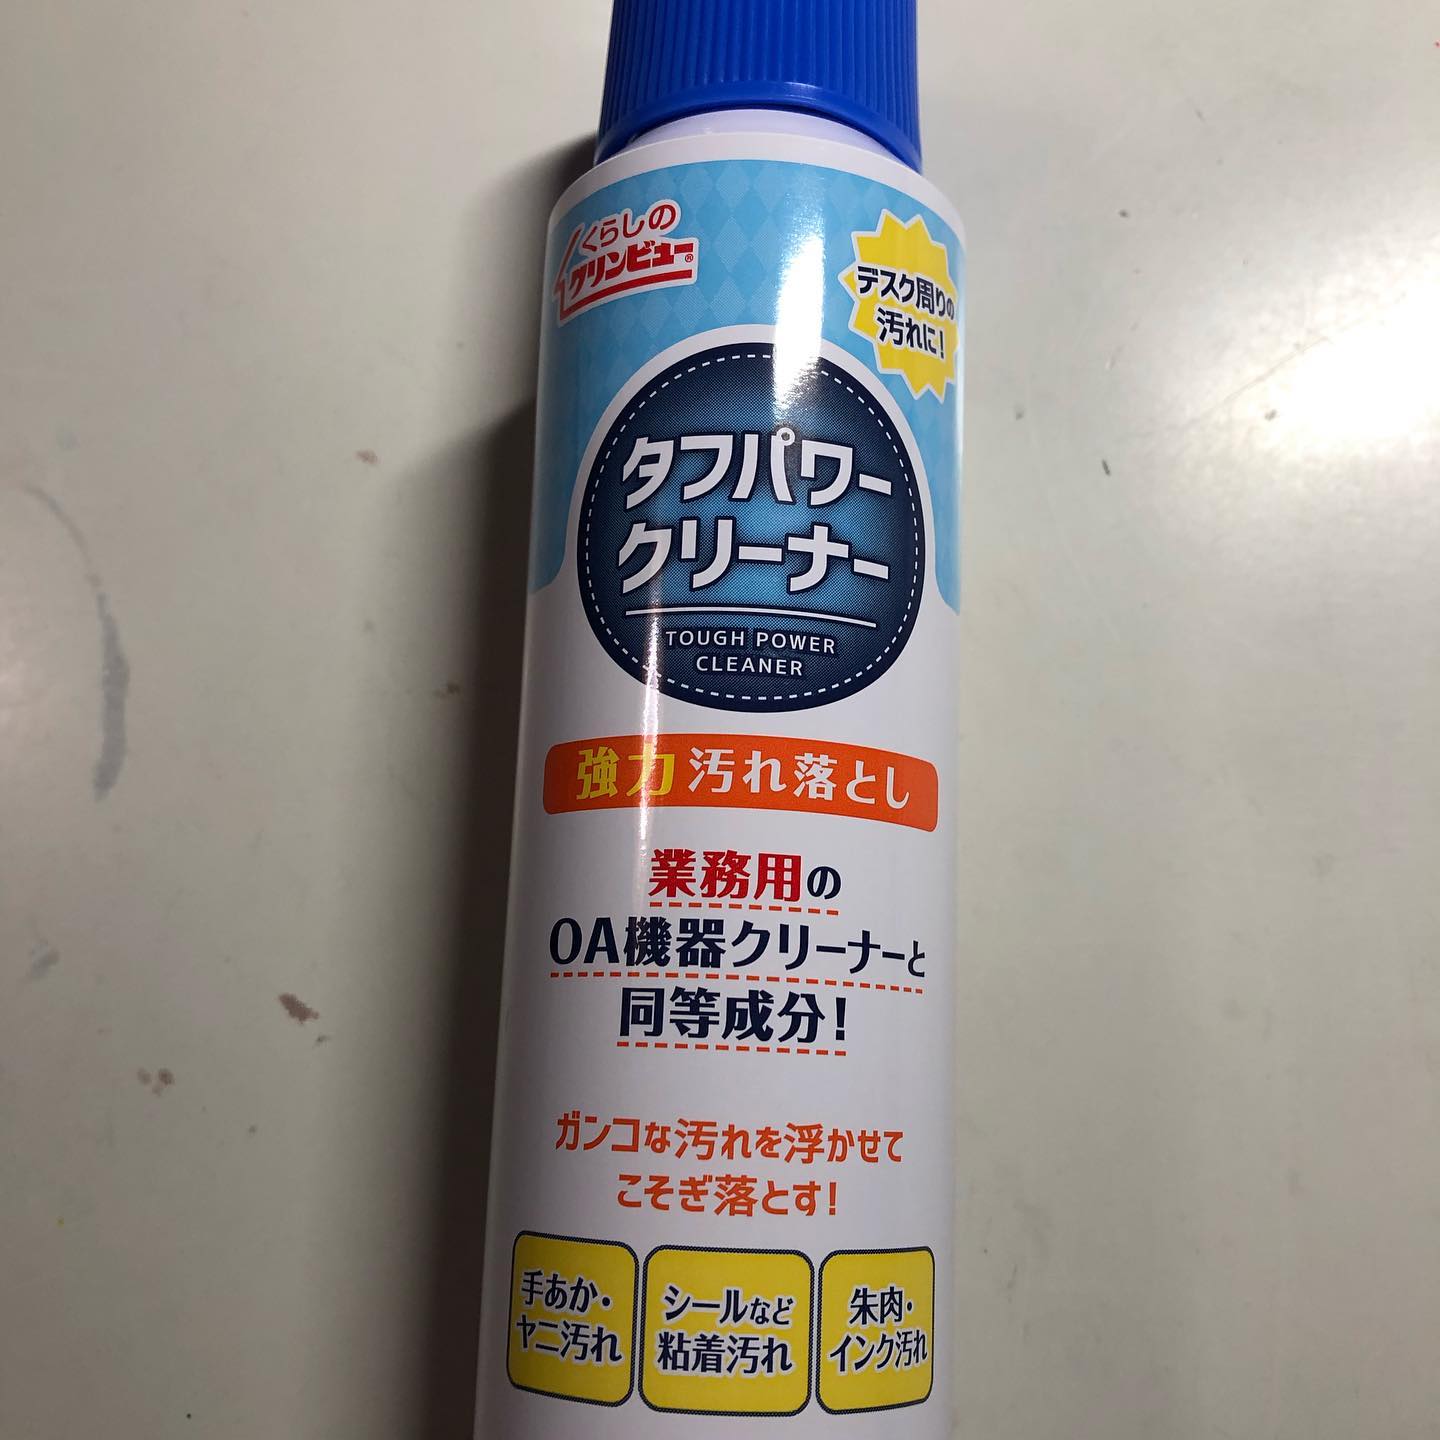 くらしの
クリンビュー®
デスク周りの
汚れに!
タフパワー
クリーナー
TOUGH POWER
CLEANER
強力汚れ落とし
業務用の
OA機器クリーナーと
同等成分!
ガンコな汚れを浮かせて
こそぎ落とす!
手あか・
ヤニ汚れ
シールなど
粘着汚れ
朱肉・
インク汚れ